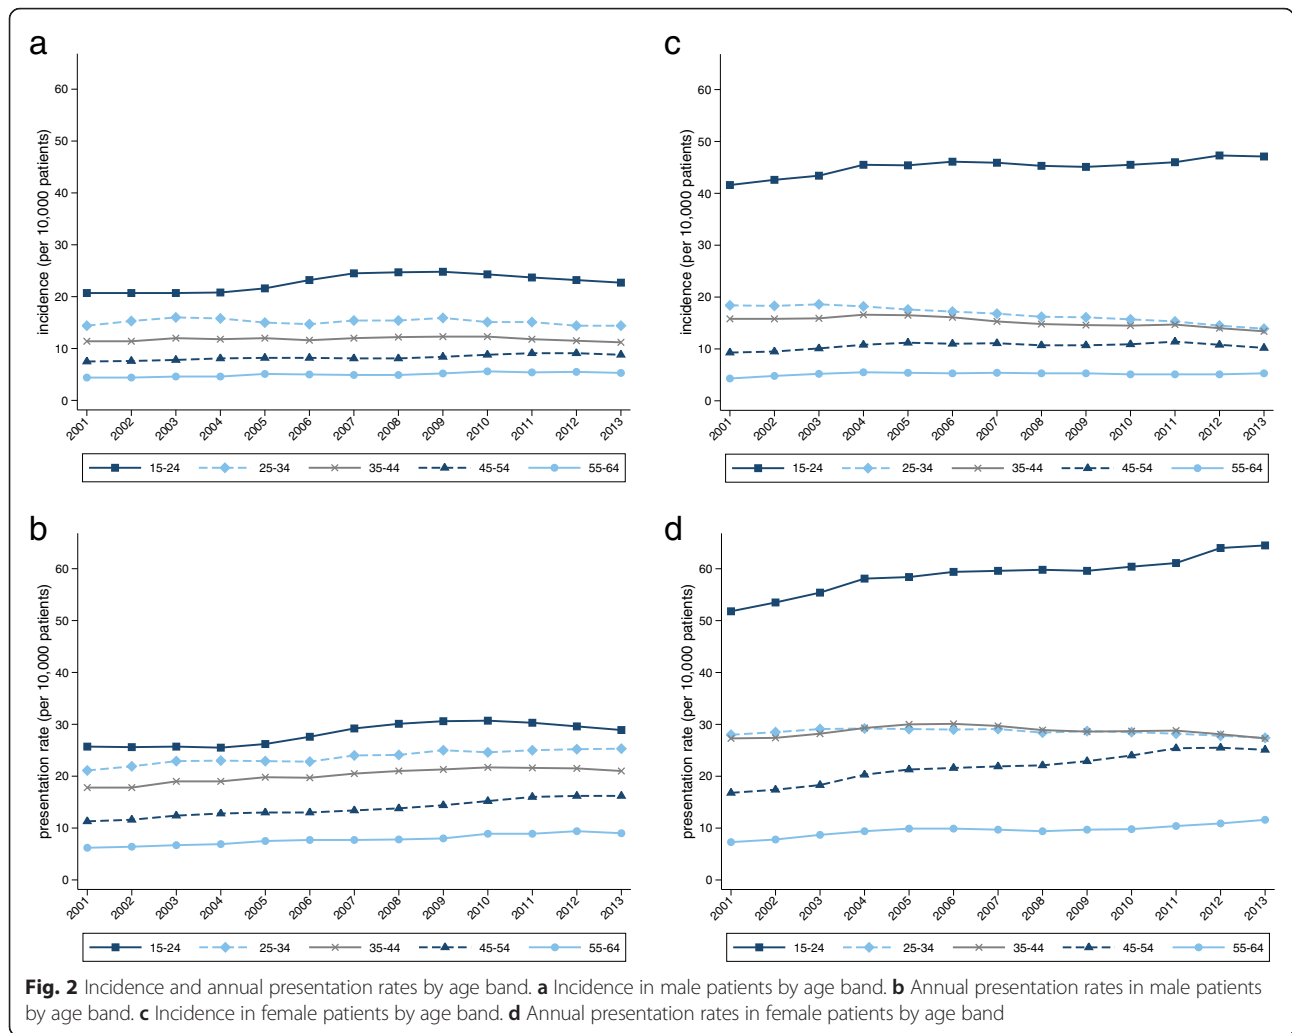 a
incidence (per 10,000 patients)
60
50
40
30
20
10
0
2001 2002 2003 2004 2005 2006 2007 2008 2009 2010 2011 2012 2013
15-24 25-34 35-44 45-54 55-64
c
incidence (per 10,000 patients)
60
50
40
30
20
10
0
2001 2002 2003 2004 2005 2006 2007 2008 2009 2010 2011 2012 2013
15-24 25-34 35-44 45-54 55-64
b
presentation rate (per 10,000 patients)
60
50
40
30
20
10
0
2001 2002 2003 2004 2005 2006 2007 2008 2009 2010 2011 2012 2013
15-24 25-34 35-44 45-54 55-64
d
presentation rate (per 10,000 patients)
60
50
40
30
20
10
0
2001 2002 2003 2004 2005 2006 2007 2008 2009 2010 2011 2012 2013
15-24 25-34 35-44 45-54 55-64
Fig. 2 Incidence and annual presentation rates by age band. a Incidence in male patients by age band. b Annual presentation rates in male patients
by age band. c Incidence in female patients by age band. d Annual presentation rates in female patients by age band